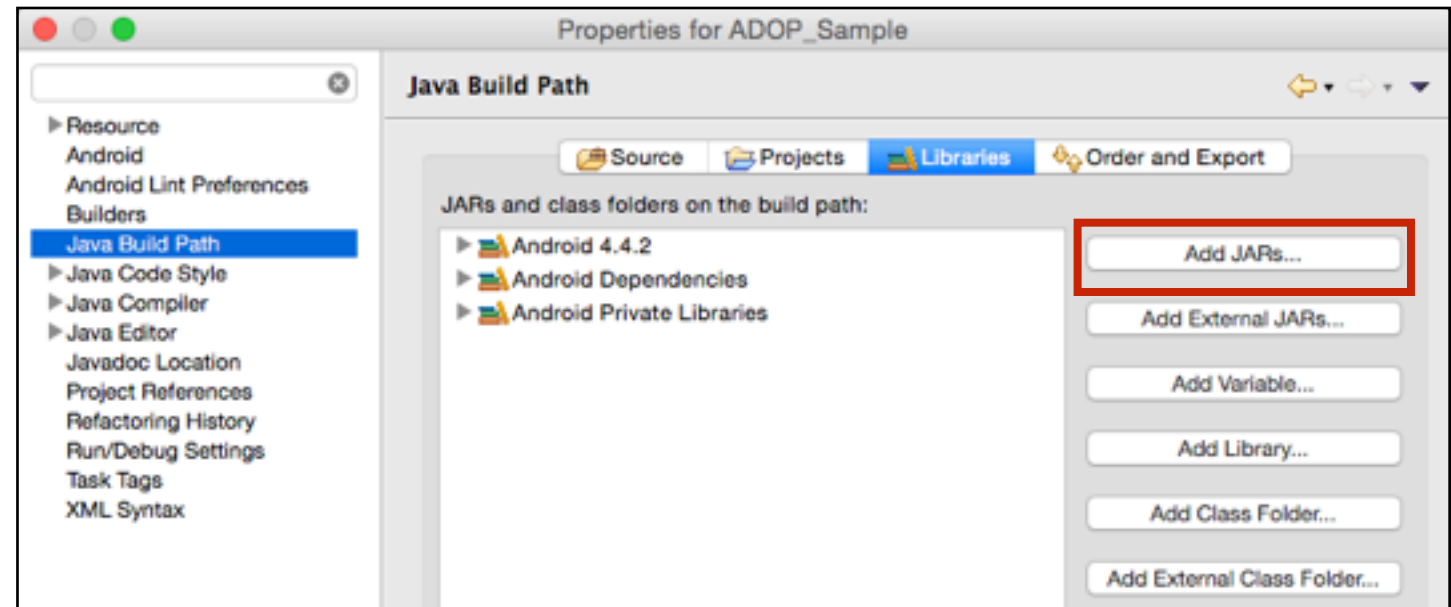 Properties for ADOP_Sample
Java Build Path
Resource
Android
Android Lint Preferences
Builders
Java Build Path
Java Code Style
Java Compiler
Java Editor
Javadoc Location
Project References
Refactoring History
Run/Debug Settings
Task Tags
XML Syntax
Source Projects Libraries Order and Export
JARs and class folders on the build path:
Android 4.4.2
Android Dependencies
Android Private Libraries
Add JARs...
Add External JARs...
Add Variable...
Add Library...
Add Class Folder...
Add External Class Folder...